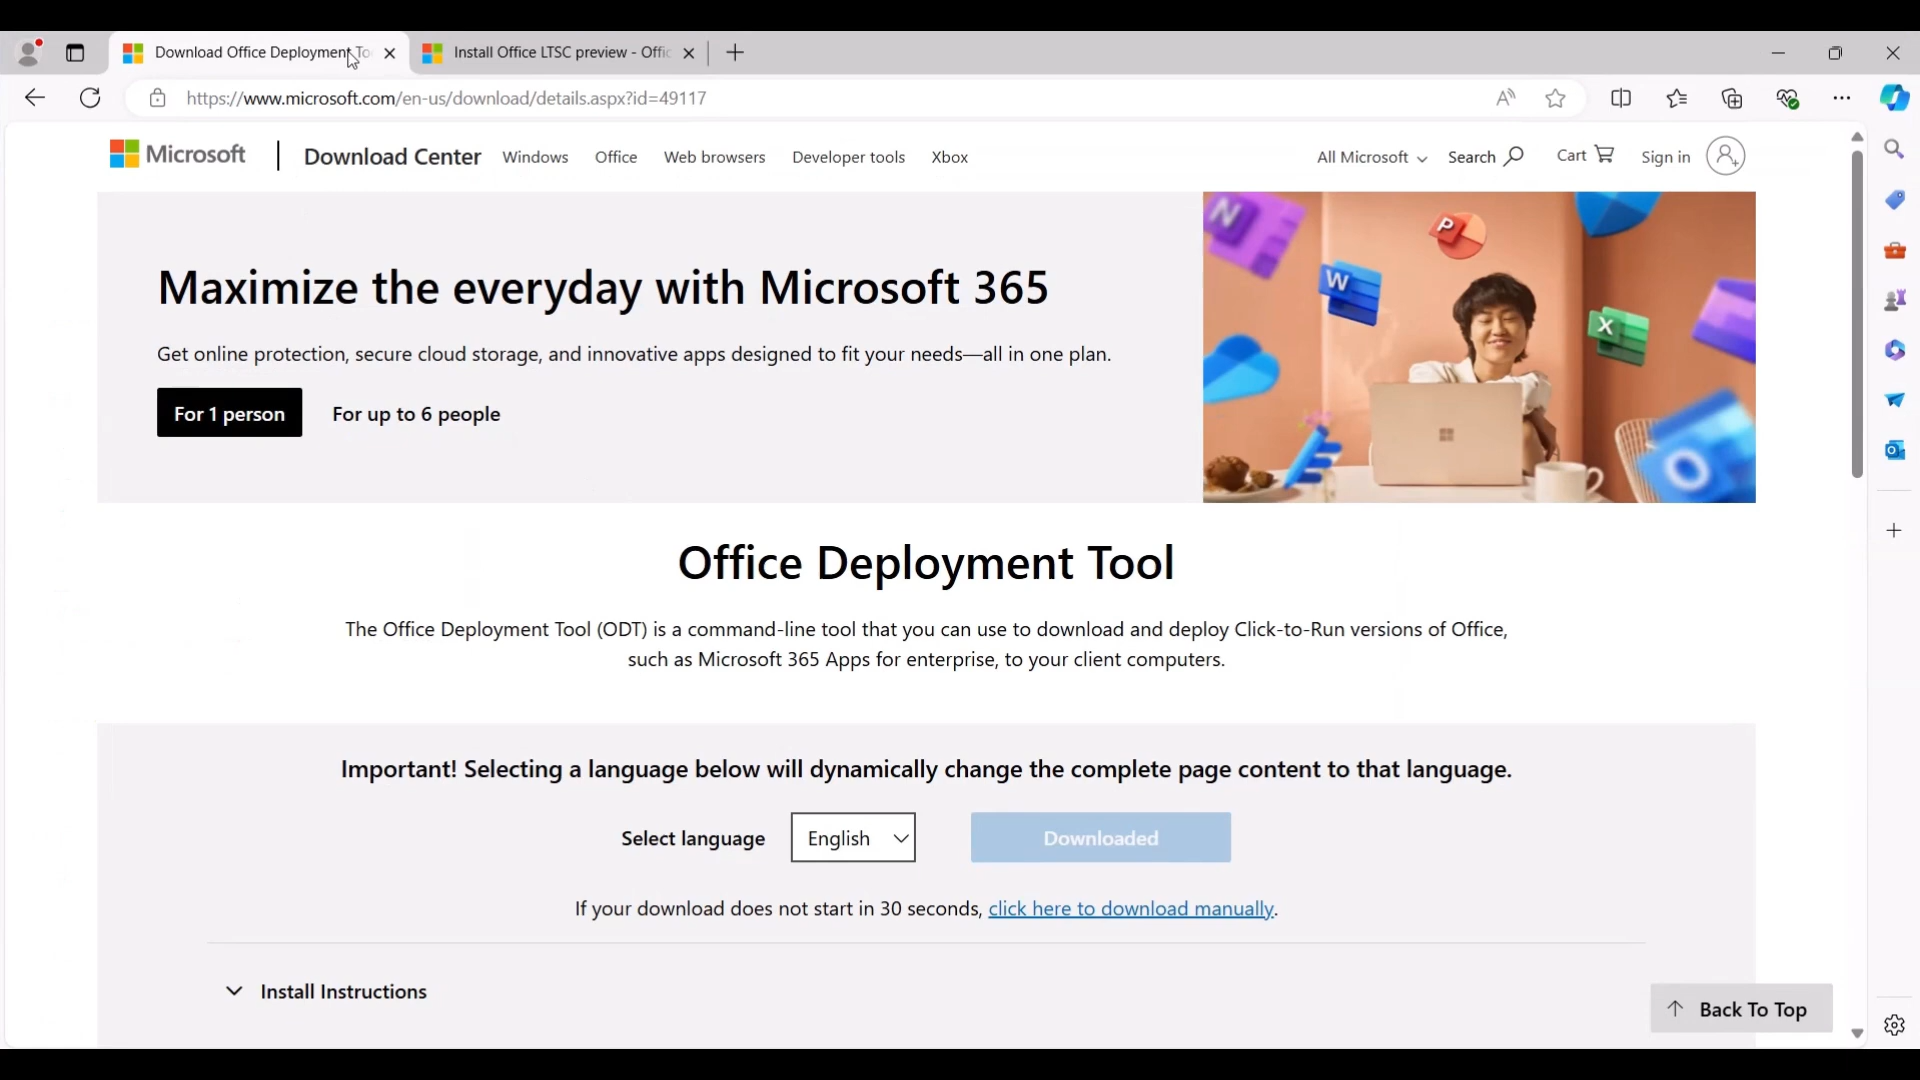 Download Office Deployment To
Install Office LTSC preview - Offic
https://www.microsoft.com/en-us/download/details.aspx?id=49117
Microsoft
Download Center
Windows
Office
Web browsers
Developer tools
Xbox
All Microsoft
Search
Cart
Sign in
Maximize the everyday with Microsoft 365
Get online protection, secure cloud storage, and innovative apps designed to fit your needs—all in one plan.
For 1 person
For up to 6 people
N
P
W
X
O
Office Deployment Tool
The Office Deployment Tool (ODT) is a command-line tool that you can use to download and deploy Click-to-Run versions of Office,
such as Microsoft 365 Apps for enterprise, to your client computers.
Important! Selecting a language below will dynamically change the complete page content to that language.
Select language
English
Downloaded
If your download does not start in 30 seconds, click here to download manually.
Install Instructions
Back To Top